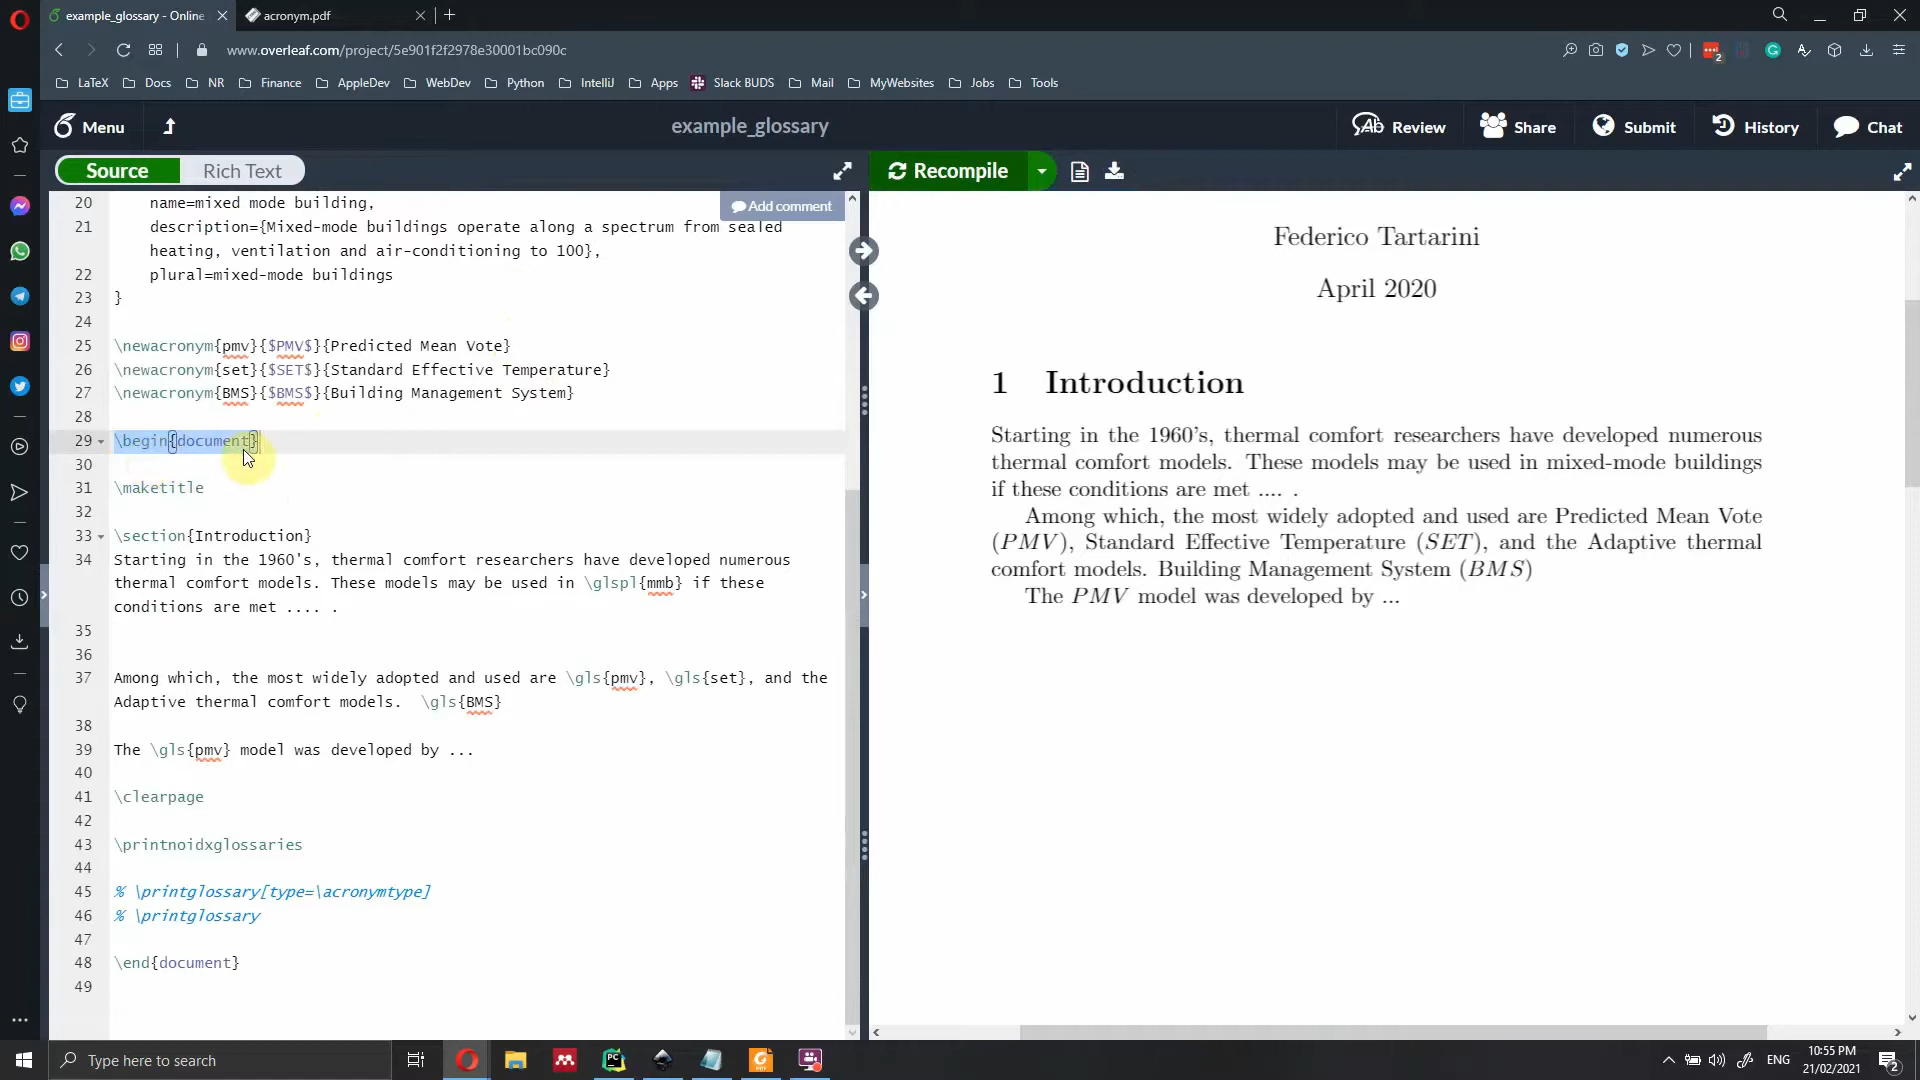 example_glossary - Online
acronym.pdf
www.overleaf.com/project/5e901f2f2978e30001bc090c
2
LaTeX Docs NR Finance AppleDev WebDev Python IntelliJ Apps Slack BUDS Mail MyWebsites Jobs Tools
Menu
example_glossary
Review Share Submit History Chat
Source Rich Text
Recompile
Add comment
20 name=mixed mode building,
21 description={Mixed-mode buildings operate along a spectrum from sealed
heating, ventilation and air-conditioning to 100},
22 plural=mixed-mode buildings
23 }
24
25 \newacronym{pmv}{$PMV$}{Predicted Mean Vote}
26 \newacronym{set}{$SET$}{Standard Effective Temperature}
27 \newacronym{BMS}{$BMS$}{Building Management System}
28
29 \begin{document}
30
31 \maketitle
32
33 \section{Introduction}
34 Starting in the 1960's, thermal comfort researchers have developed numerous
thermal comfort models. These models may be used in \glspl{mmb} if these
conditions are met .... .
35
36
37 Among which, the most widely adopted and used are \gls{pmv}, \gls{set}, and the
Adaptive thermal comfort models. \gls{BMS}
38
39 The \gls{pmv} model was developed by ...
40
41 \clearpage
42
43 \printnoidxglossaries
44
45 % \printglossary[type=\acronymtype]
46 % \printglossary
47
48 \end{document}
49
Federico Tartarini
April 2020
1 Introduction
Starting in the 1960's, thermal comfort researchers have developed numerous
thermal comfort models. These models may be used in mixed-mode buildings
if these conditions are met .... .
Among which, the most widely adopted and used are Predicted Mean Vote
(PMV), Standard Effective Temperature (SET), and the Adaptive thermal
comfort models. Building Management System (BMS)
The PMV model was developed by ...
Type here to search
PC
ENG
10:55 PM
21/02/2021
2